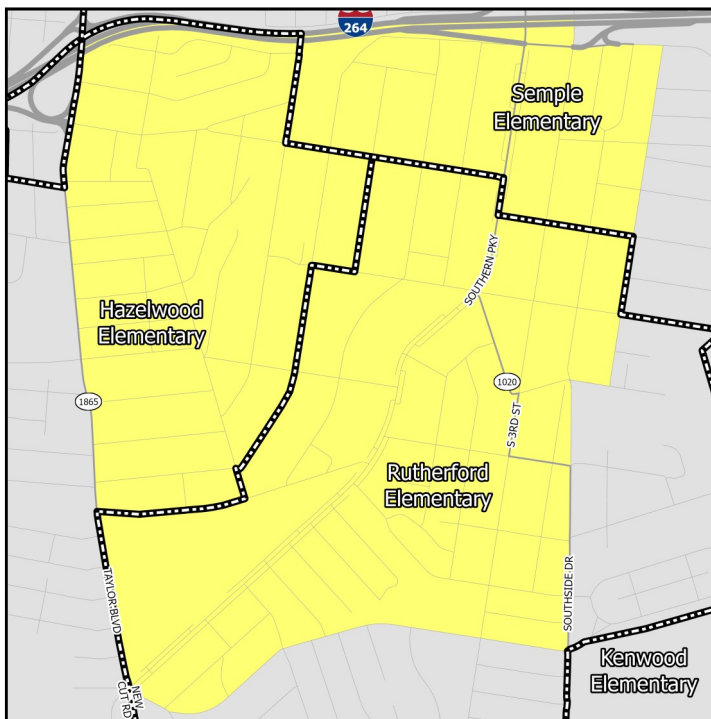 264
Semple
Elementary
SOUTHERN PKY
Hazelwood
Elementary
1020
1865
S 3RD ST
Rutherford
Elementary
TAYLOR BLVD
SOUTHSIDE DR
Kenwood
Elementary
NEW
CUT RD